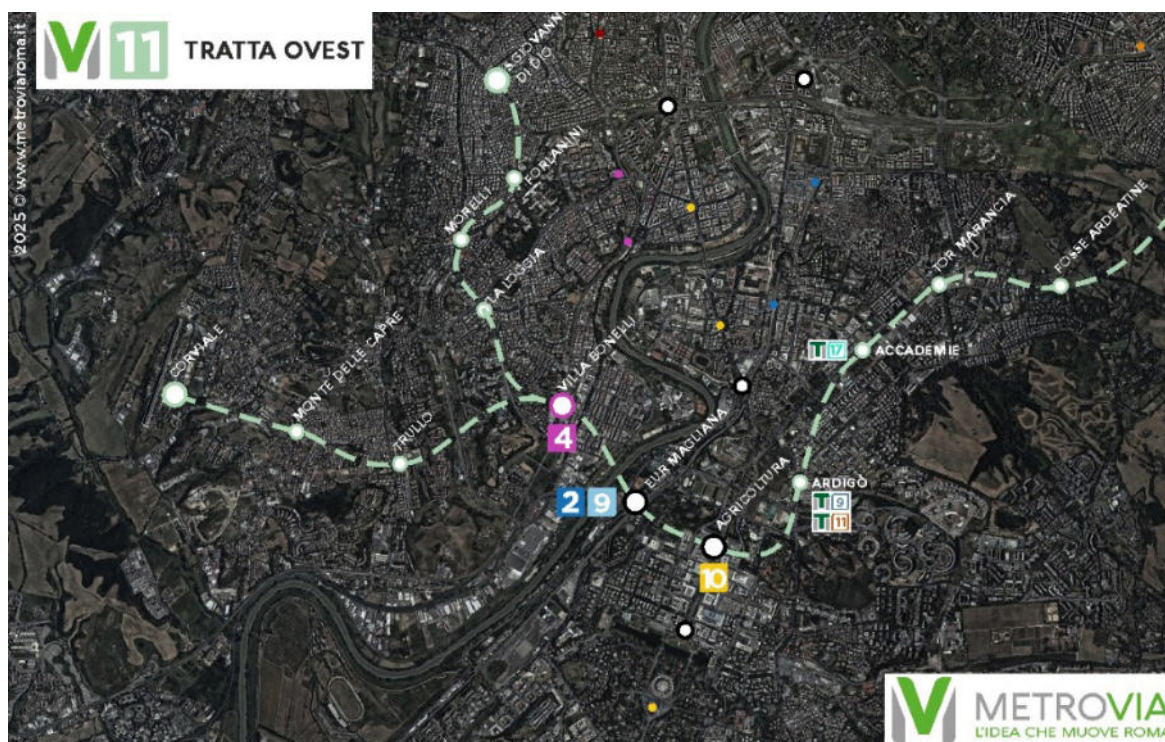 11 TRATTA OVEST
2025 © www.metroviaroma.it
S.GIOVANNI
DI DIO
FORLANINI
MORELLI
LA LOGGIA
CORVIALE
MONTE DELLE CAPRE
TRULLO
VILLA BONELLI
4
2 9
EUR MAGLIANA
AGRICOLTURA
10
ARDIGÒ
T 9
T 11
T 17
ACCADEMIE
TOR MARANCIA
FOSSE ARDEATINE
METROVIA
L'IDEA CHE MUOVE ROMA